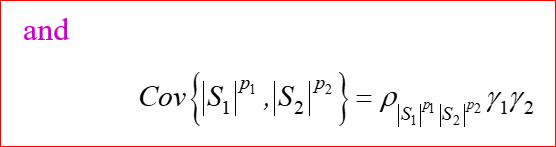 and
Cov{|S₁|^p₁ ,|S₂|^p₂} = ρ_{|S₁|^p₁ |S₂|^p₂} γ₁γ₂